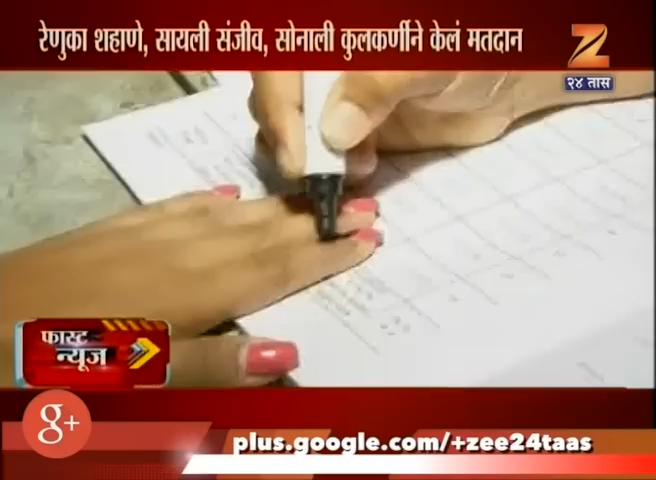 रेणुका शहाणे, सायली संजीव, सोनाली कुलकर्णीने केलं मतदान
Z
२४ तास
फास्ट
न्यूज
g+
plus.google.com/+zee24taas